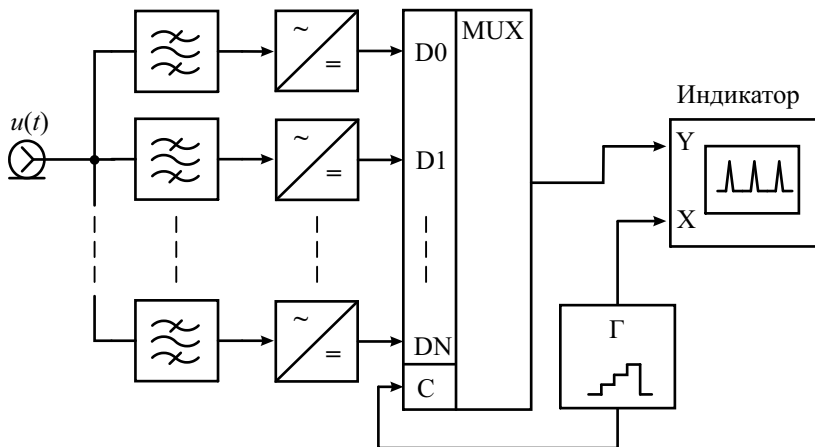 u(t)
D0
MUX
D1
DN
C
Индикатор
Y
X
Г
~
=
~
=
~
=